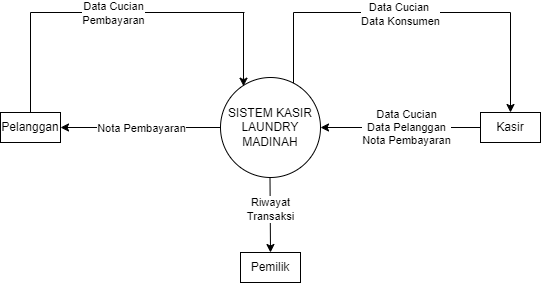 Data Cucian
Pembayaran
Data Cucian
Data Konsumen
SISTEM KASIR
LAUNDRY
MADINAH
Pelanggan
Nota Pembayaran
Data Cucian
Data Pelanggan
Nota Pembayaran
Kasir
Riwayat
Transaksi
Pemilik